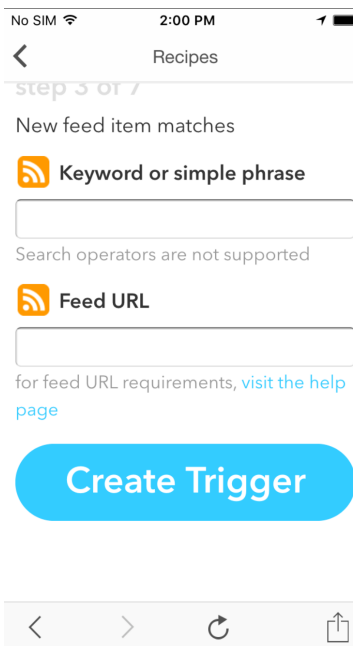 No SIM 2:00 PM
Recipes
step 3 of 7
New feed item matches
Keyword or simple phrase
Search operators are not supported
Feed URL
for feed URL requirements, visit the help
page
Create Trigger